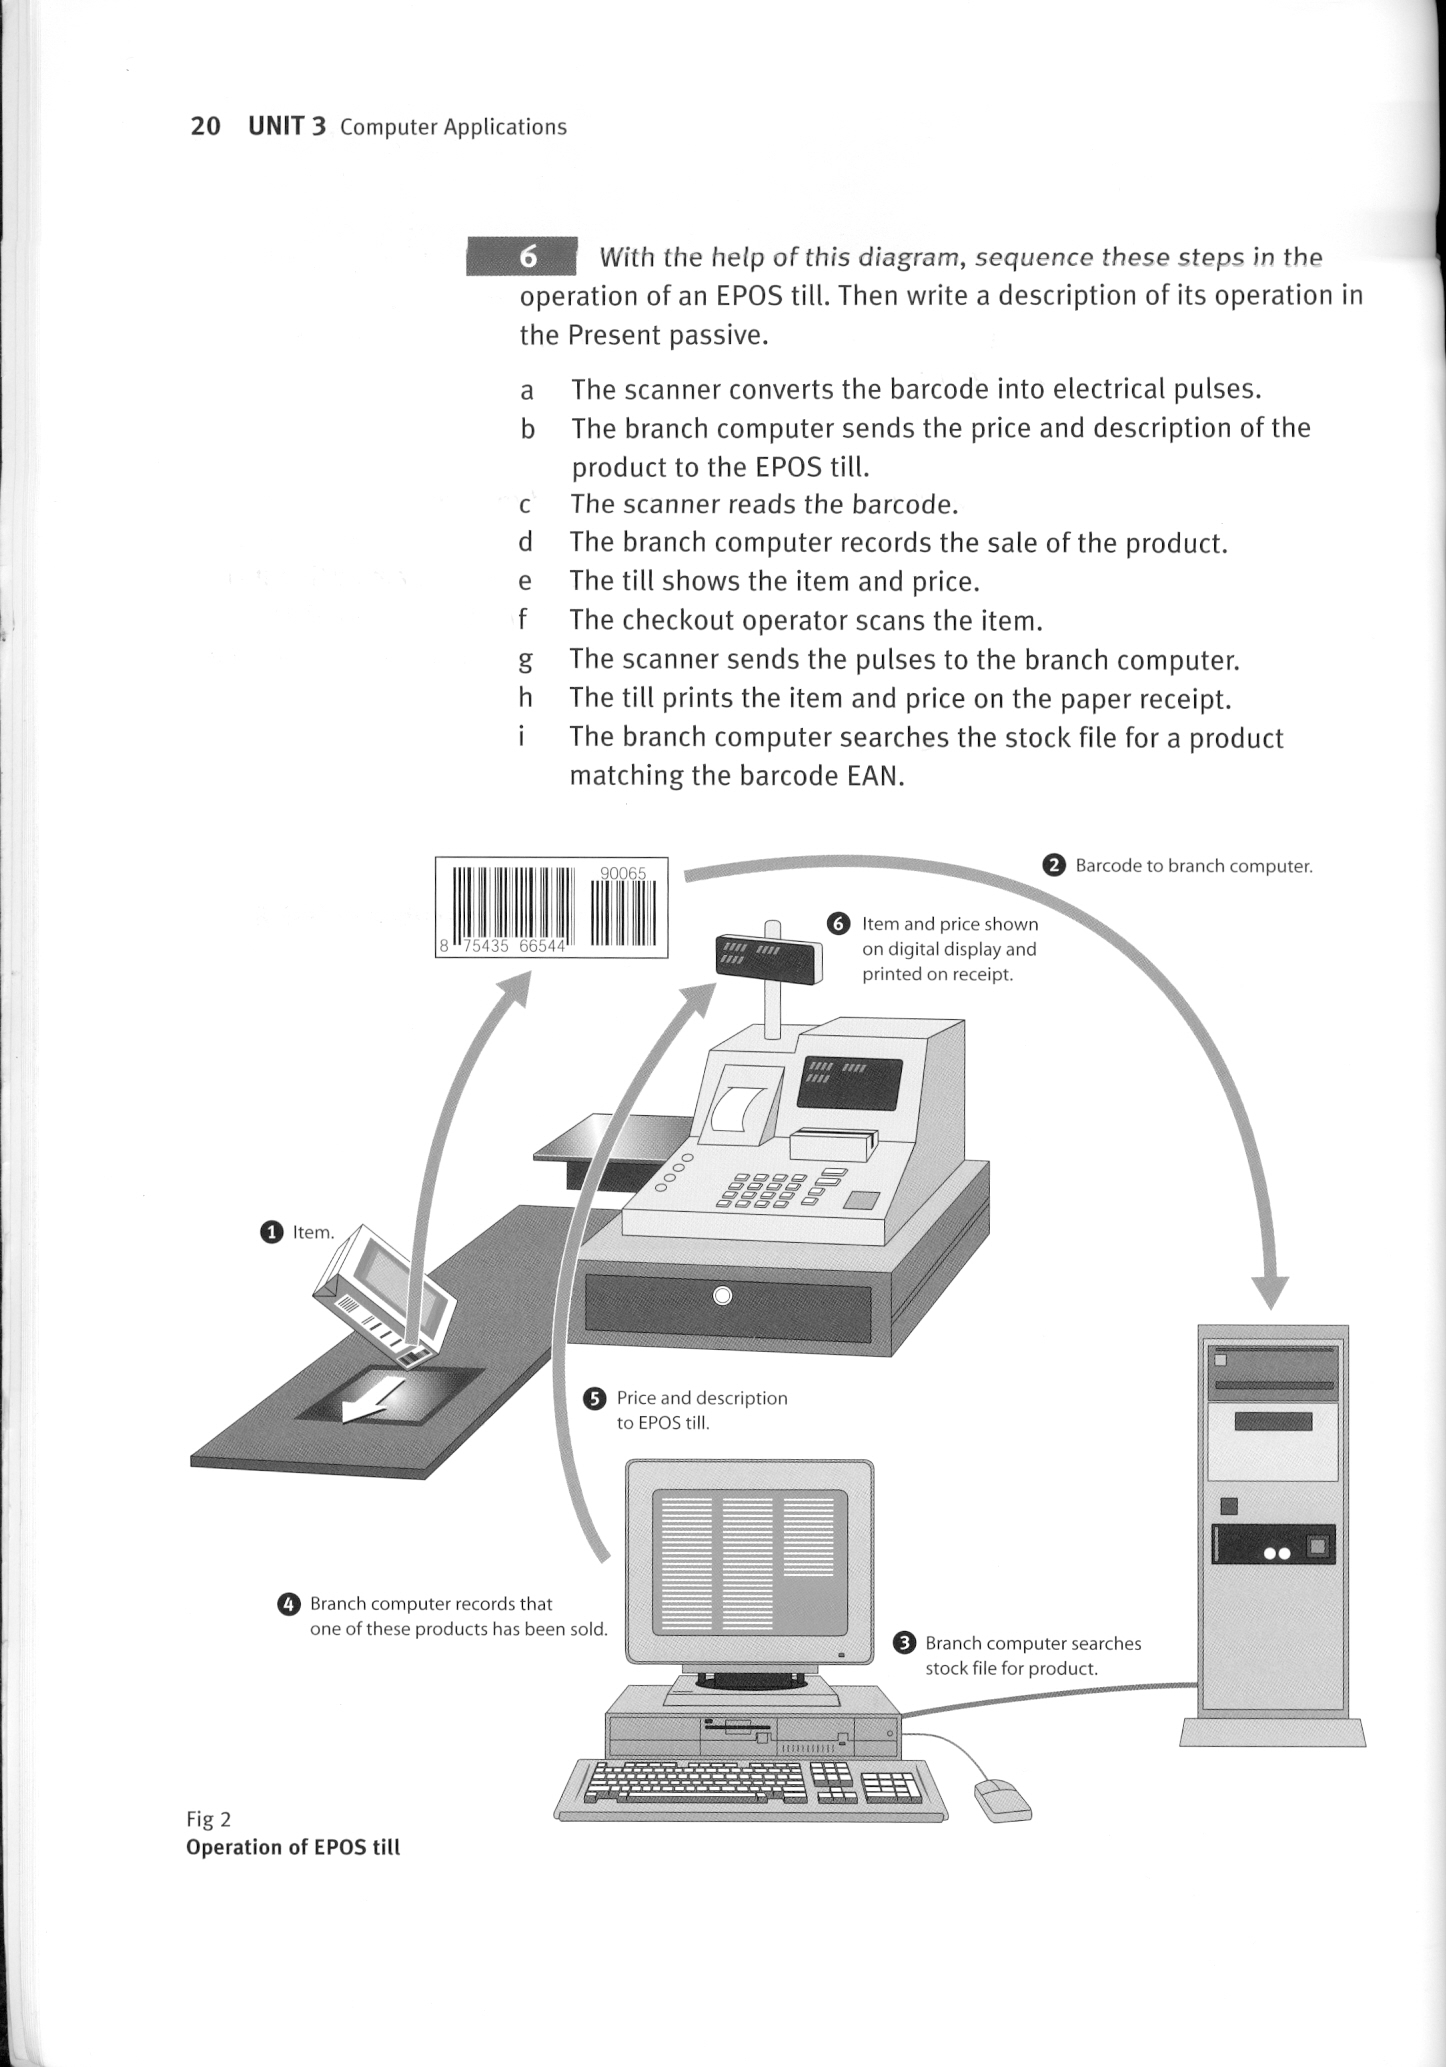 20 UNIT 3 Computer Applications
6 With the help of this diagram, sequence these steps in the
operation of an EPOS till. Then write a description of its operation in
the Present passive.
a The scanner converts the barcode into electrical pulses.
b The branch computer sends the price and description of the
product to the EPOS till.
c The scanner reads the barcode.
d The branch computer records the sale of the product.
e The till shows the item and price.
f The checkout operator scans the item.
g The scanner sends the pulses to the branch computer.
h The till prints the item and price on the paper receipt.
i The branch computer searches the stock file for a product
matching the barcode EAN.
90065
8 75435 66544
2 Barcode to branch computer.
6 Item and price shown
on digital display and
printed on receipt.
1 Item.
5 Price and description
to EPOS till.
4 Branch computer records that
one of these products has been sold.
3 Branch computer searches
stock file for product.
Fig 2
Operation of EPOS till